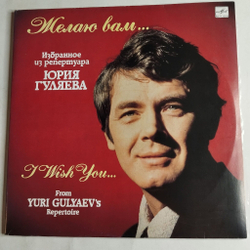 Желаю вам...
Избранное
из репертуара
ЮРИЯ
ГУЛЯЕВА
I Wish You...
From
YURI GULYAEV's
Repertoire